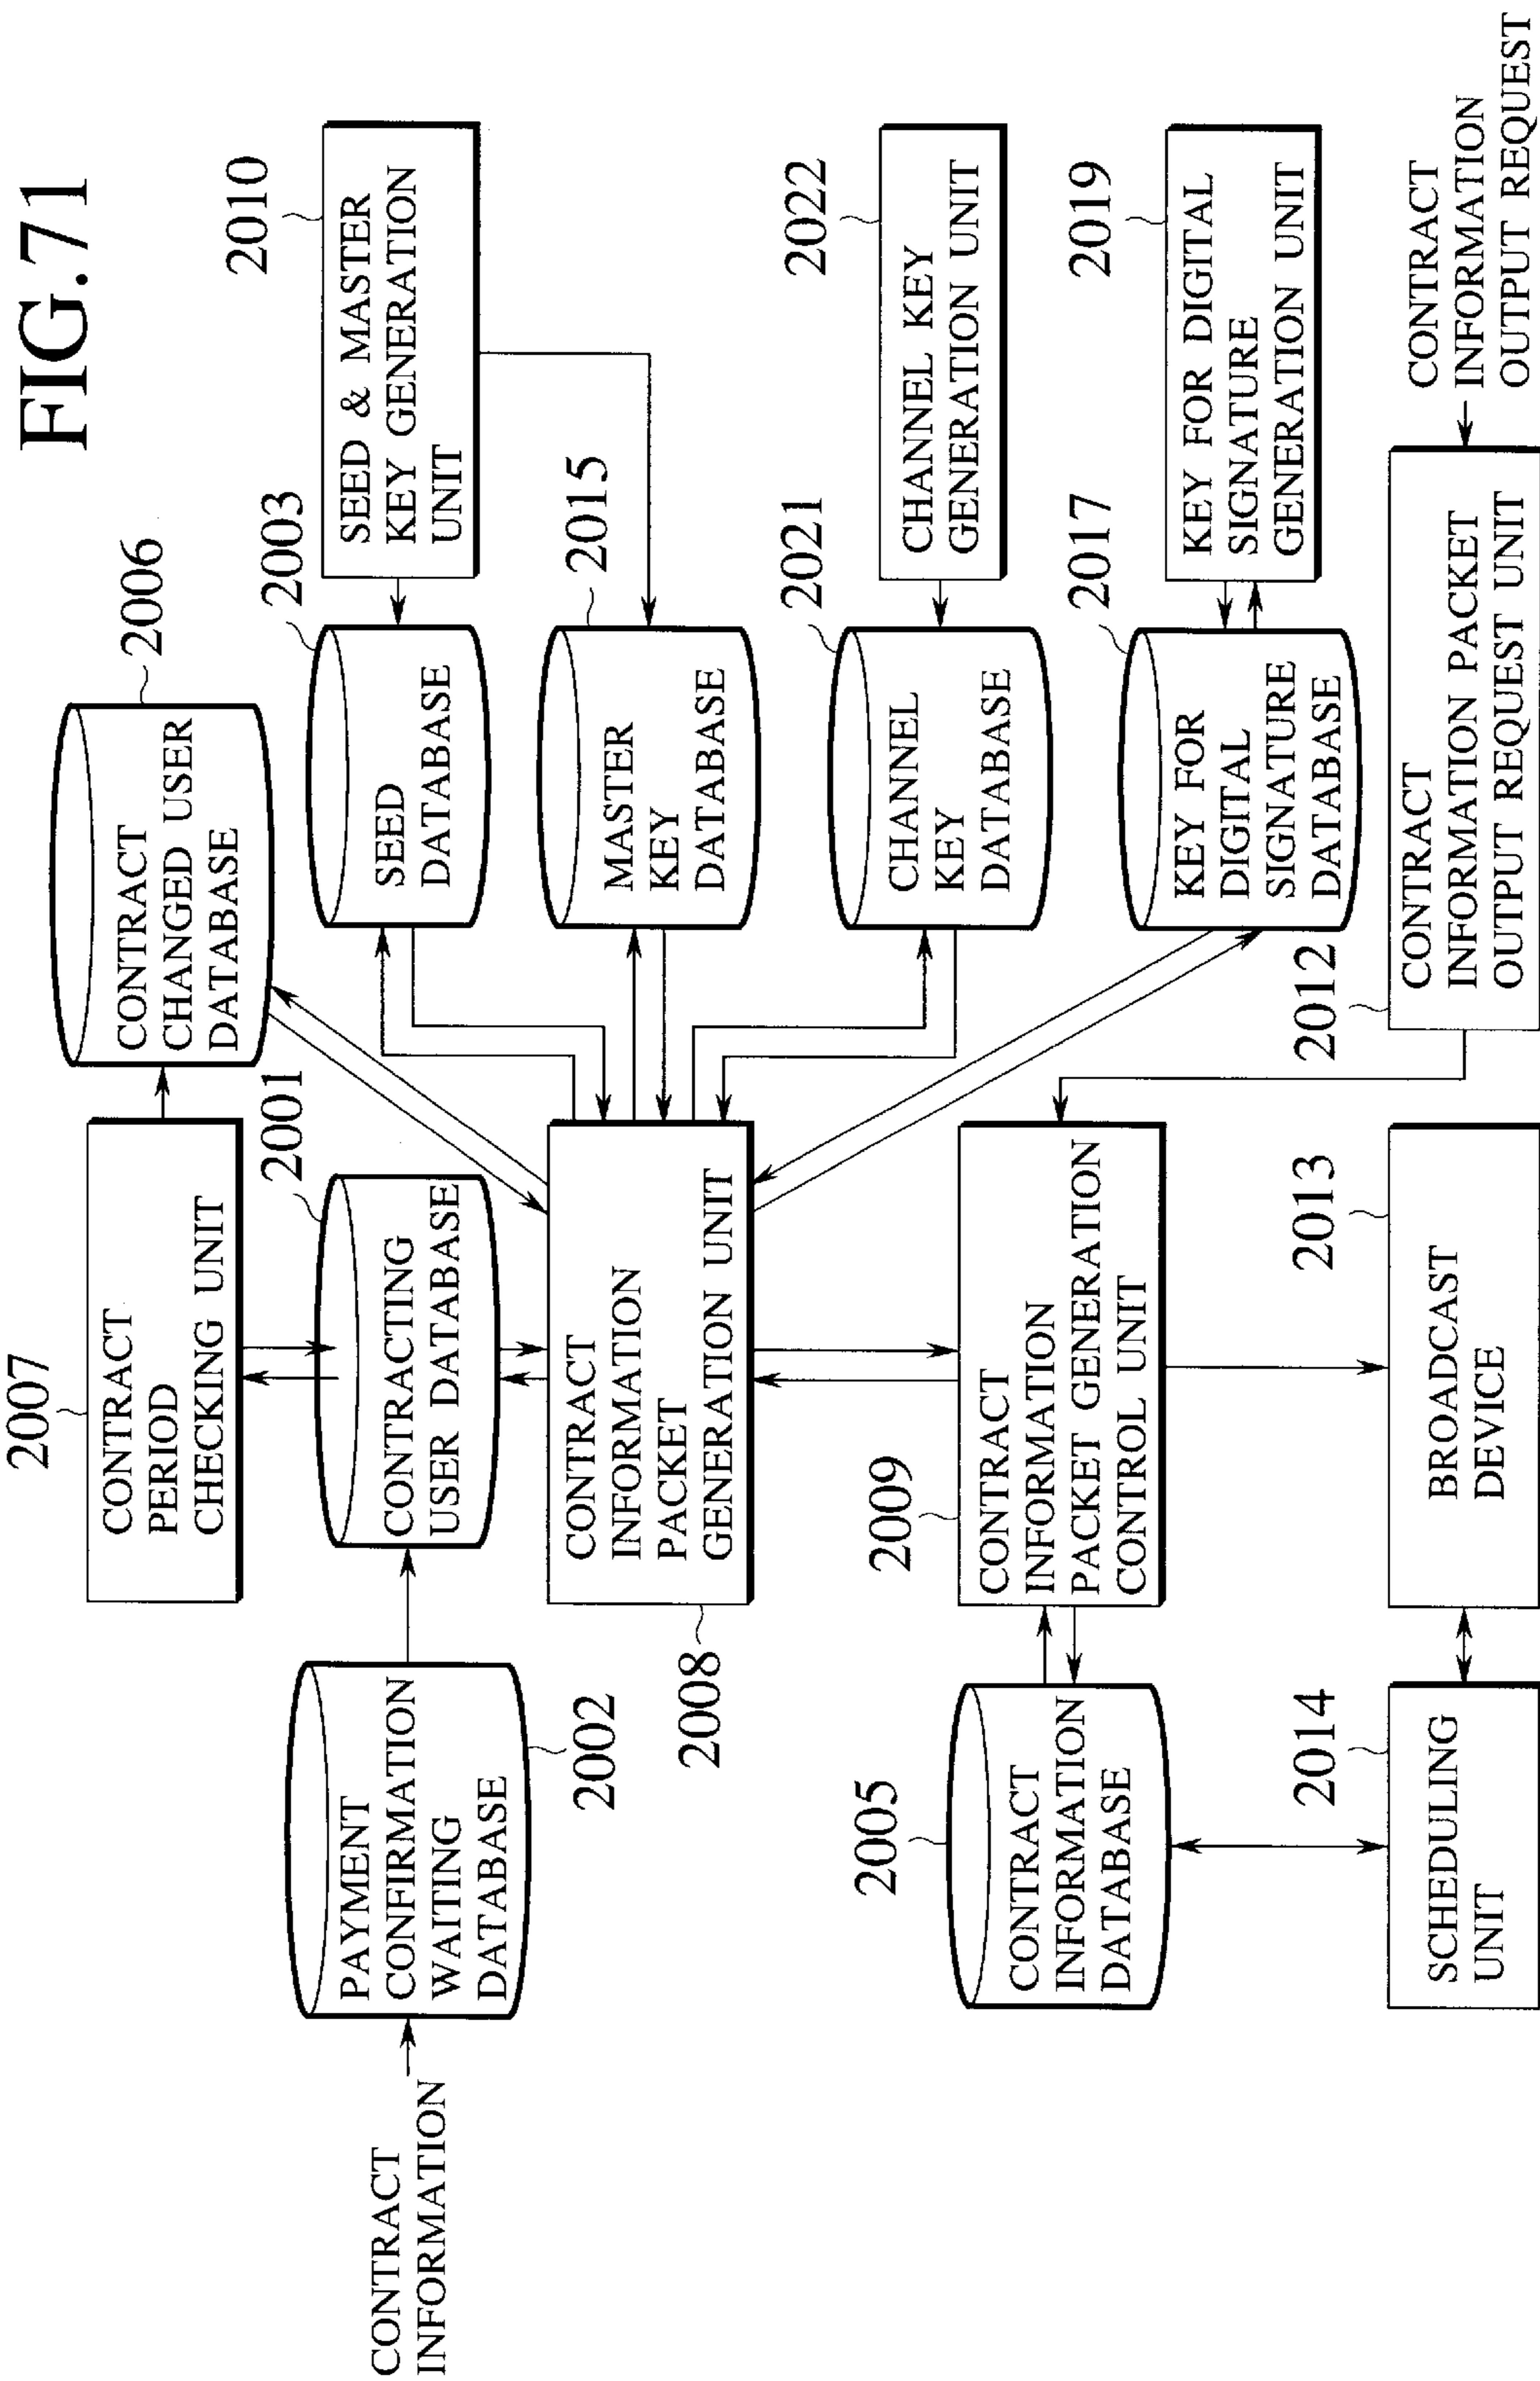 FIG.71
2007
CONTRACT
PERIOD
CHECKING UNIT
2006
CONTRACT
CHANGED USER
DATABASE
2010
SEED & MASTER
KEY GENERATION
UNIT
CONTRACT
INFORMATION
PAYMENT
CONFIRMATION
WAITING
DATABASE
2002
2001
CONTRACTING
USER DATABASE
2003
SEED
DATABASE
2008
CONTRACT
INFORMATION
PACKET
GENERATION UNIT
2015
MASTER
KEY
DATABASE
2021
CHANNEL
KEY
DATABASE
2022
CHANNEL KEY
GENERATION UNIT
2005
CONTRACT
INFORMATION
DATABASE
2009
CONTRACT
INFORMATION
PACKET GENERATION
CONTROL UNIT
2017
KEY FOR
DIGITAL
SIGNATURE
DATABASE
2019
KEY FOR DIGITAL
SIGNATURE
GENERATION UNIT
2014
SCHEDULING
UNIT
2013
BROADCAST
DEVICE
2012
CONTRACT
INFORMATION PACKET
OUTPUT REQUEST UNIT
CONTRACT
INFORMATION
OUTPUT REQUEST